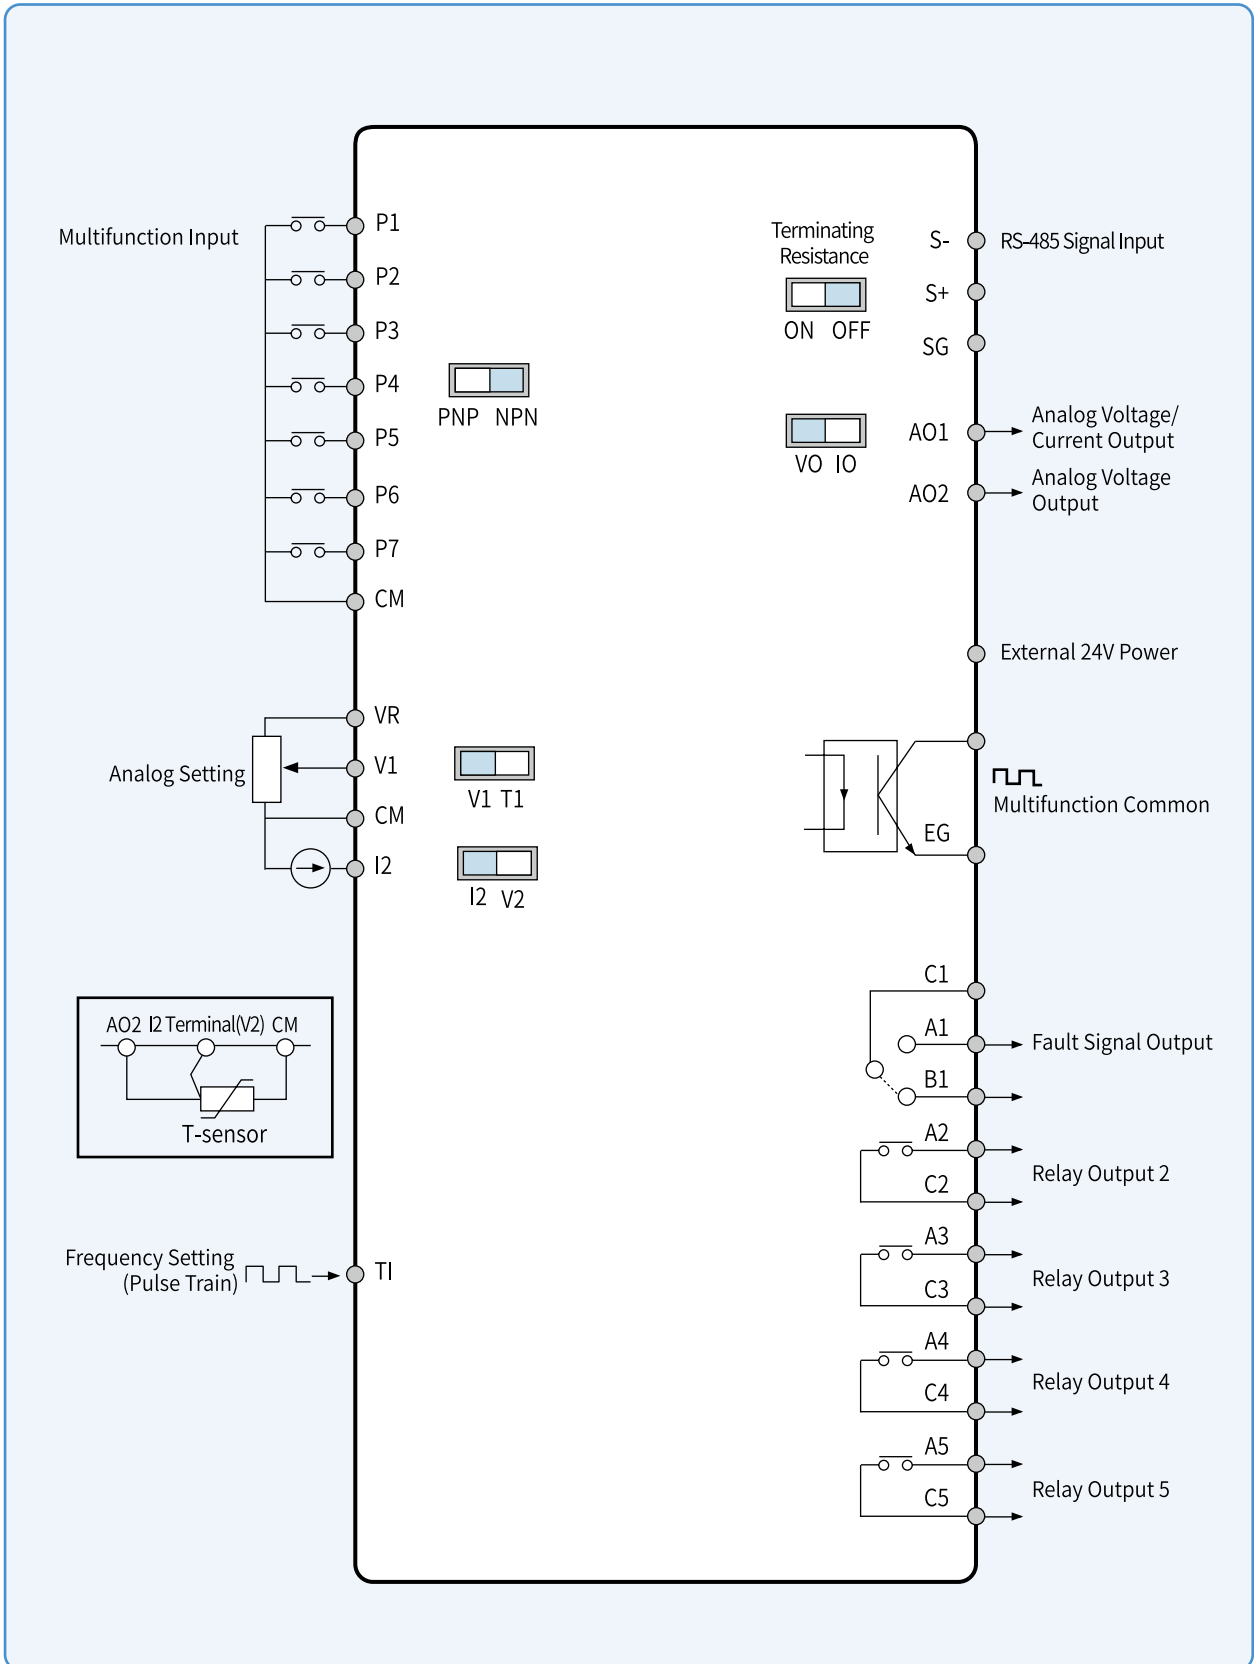 Multifunction Input
P1
P2
P3
P4
P5
P6
P7
CM
PNP NPN
Terminating
Resistance
ON OFF
S-
RS-485 Signal Input
S+
SG
VO IO
AO1
Analog Voltage/
Current Output
AO2
Analog Voltage
Output
External 24V Power
Analog Setting
VR
V1
CM
I2
V1 T1
I2 V2
Multifunction Common
EG
AO2 I2 Terminal(V2) CM
T-sensor
Frequency Setting
(Pulse Train)
TI
C1
A1
Fault Signal Output
B1
A2
Relay Output 2
C2
A3
Relay Output 3
C3
A4
Relay Output 4
C4
A5
Relay Output 5
C5